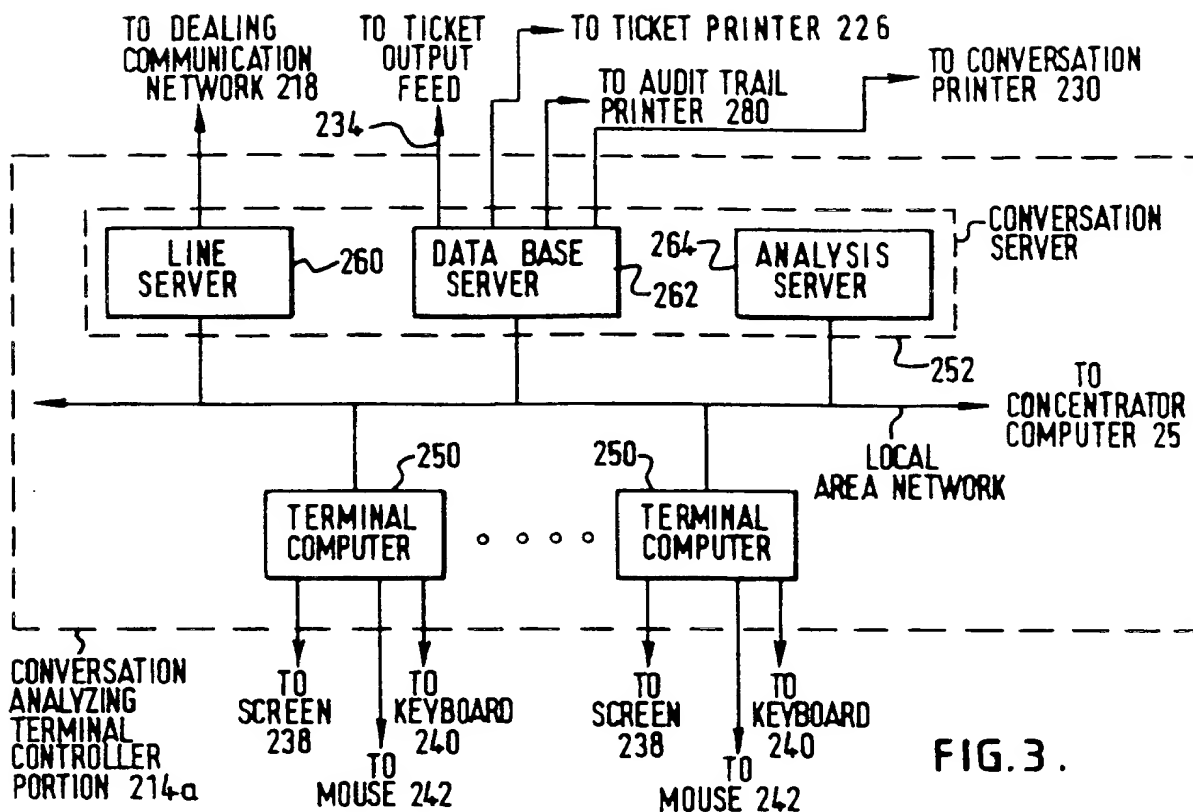 TO DEALING
COMMUNICATION
NETWORK 218
TO TICKET
OUTPUT
FEED
TO TICKET PRINTER 226
TO AUDIT TRAIL
PRINTER 280
TO CONVERSATION
PRINTER 230
234
LINE
SERVER
260
DATA BASE
SERVER
262
264
ANALYSIS
SERVER
CONVERSATION
SERVER
252
TO
CONCENTRATOR
COMPUTER 25
LOCAL
AREA NETWORK
250
TERMINAL
COMPUTER
250
TERMINAL
COMPUTER
CONVERSATION
ANALYZING
TERMINAL
CONTROLLER
PORTION 214a
TO
SCREEN
238
TO
MOUSE 242
TO
KEYBOARD
240
TO
SCREEN
238
TO
MOUSE 242
TO
KEYBOARD
240
FIG.3.